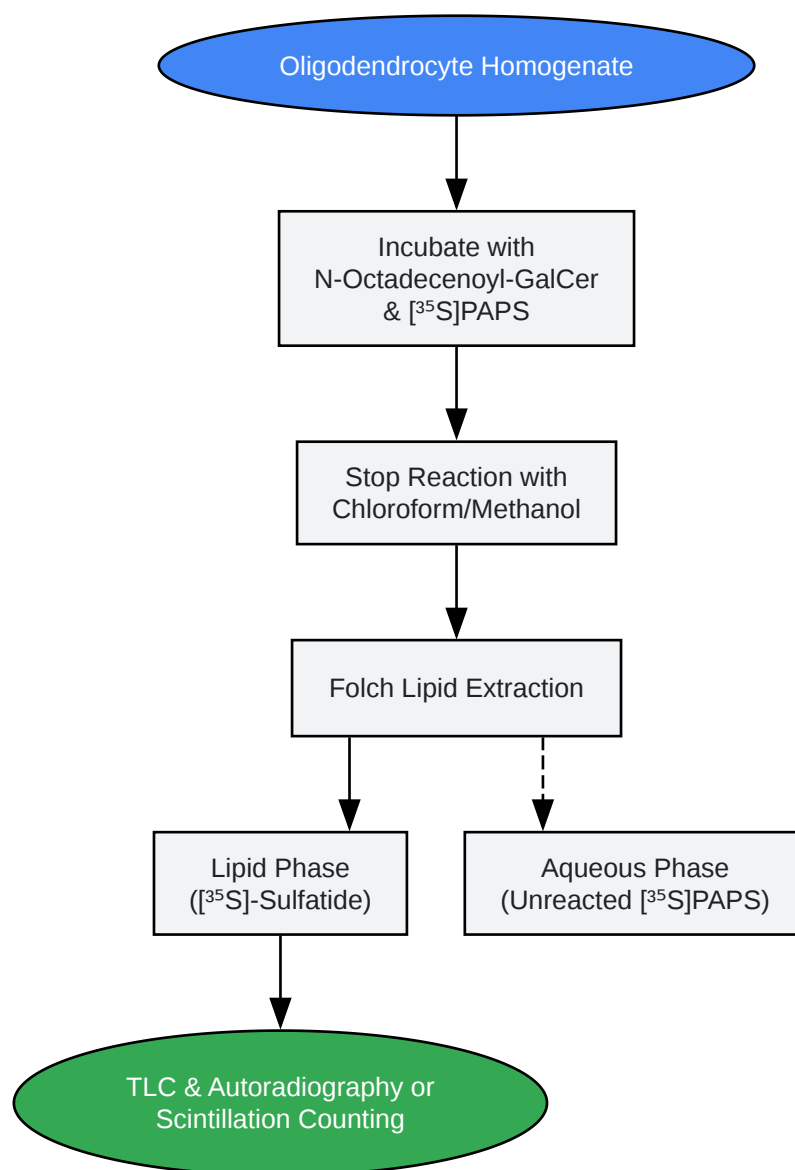 Oligodendrocyte Homogenate
Incubate with
N-Octadecenoyl-GalCer
& [³⁵S]PAPS
Stop Reaction with
Chloroform/Methanol
Folch Lipid Extraction
Lipid Phase
([³⁵S]-Sulfatide)
Aqueous Phase
(Unreacted [³⁵S]PAPS)
TLC & Autoradiography or
Scintillation Counting